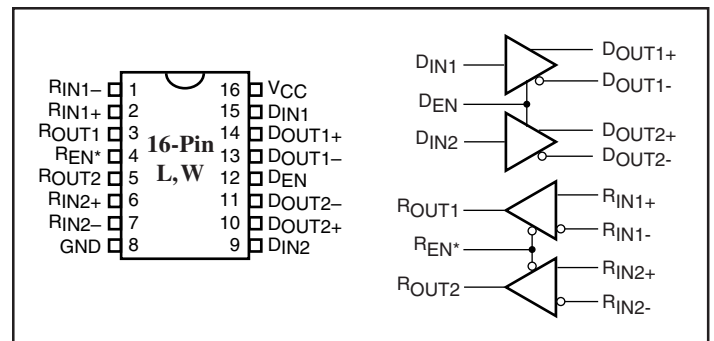 RIN1– 1 16 VCC
RIN1+ 2 15 DIN1
ROUT1 3 14 DOUT1+
REN* 4 13 DOUT1–
ROUT2 5 12 DEN
RIN2+ 6 11 DOUT2–
RIN2– 7 10 DOUT2+
GND 8 9 DIN2
16-Pin
L,W
DIN1 DOUT1+
DOUT1-
DEN
DIN2 DOUT2+
DOUT2-
ROUT1 RIN1+
RIN1-
REN*
ROUT2 RIN2+
RIN2-